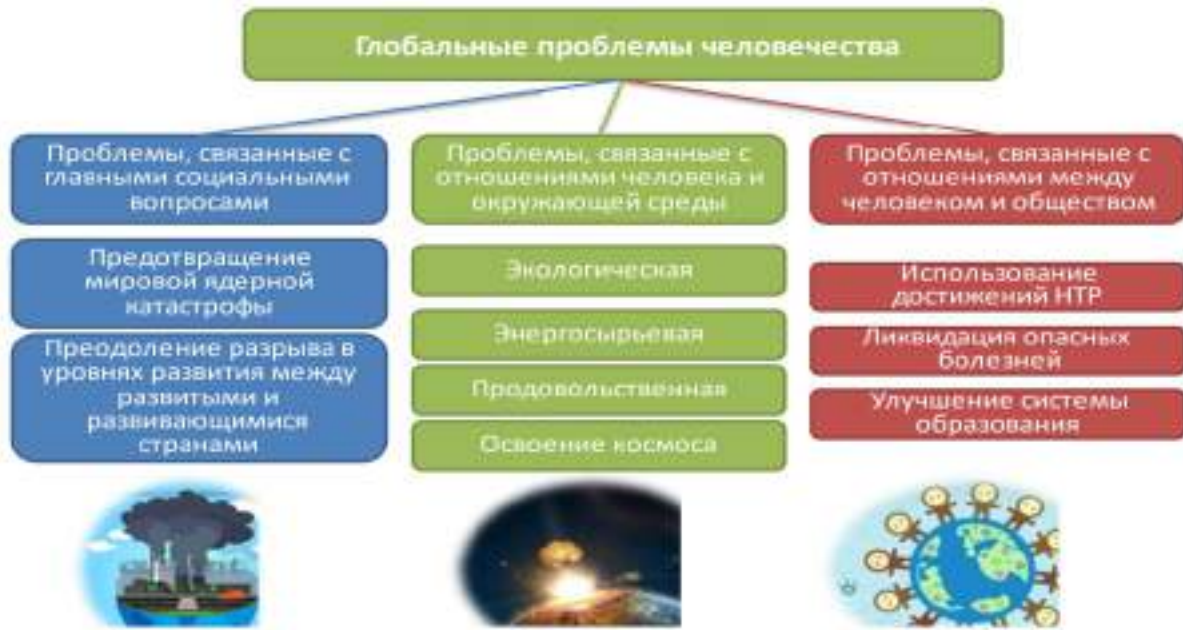 Глобальные проблемы человечества
Проблемы, связанные с
главными социальными
вопросами
Предотвращение
мировой ядерной
катастрофы
Преодоление разрыва в
уровнях развития между
развитыми и
развивающимися
странами
Проблемы, связанные с
отношениями человека и
окружающей среды
Экологическая
Энергосырьевая
Продовольственная
Освоение космоса
Проблемы, связанные с
отношениями между
человеком и обществом
Использование
достижений НТР
Ликвидация опасных
болезней
Улучшение системы
образования